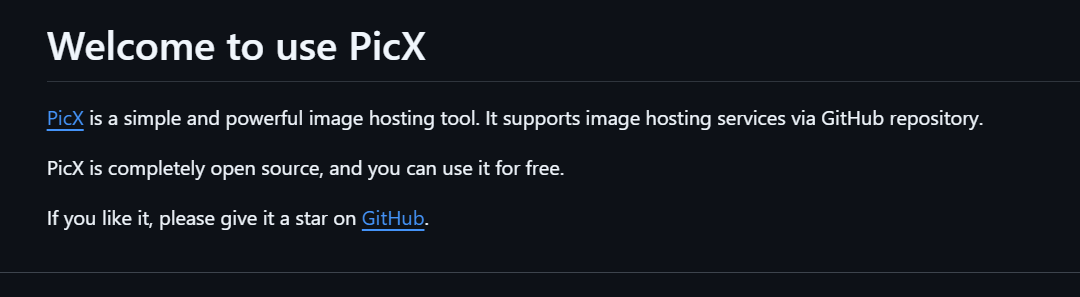 Welcome to use PicX
PicX is a simple and powerful image hosting tool. It supports image hosting services via GitHub repository.
PicX is completely open source, and you can use it for free.
If you like it, please give it a star on GitHub.